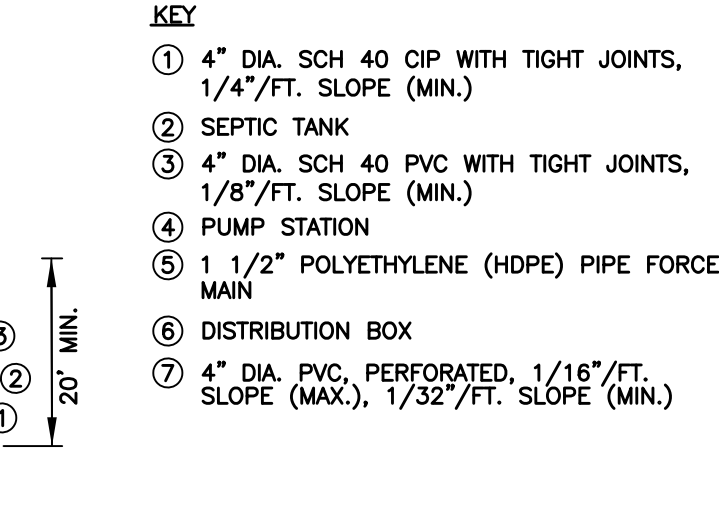 KEY
① 4" DIA. SCH 40 CIP WITH TIGHT JOINTS,
1/4"/FT. SLOPE (MIN.)
② SEPTIC TANK
③ 4" DIA. SCH 40 PVC WITH TIGHT JOINTS,
1/8"/FT. SLOPE (MIN.)
④ PUMP STATION
⑤ 1 1/2" POLYETHYLENE (HDPE) PIPE FORCE
MAIN
⑥ DISTRIBUTION BOX
⑦ 4" DIA. PVC, PERFORATED, 1/16"/FT.
SLOPE (MAX.), 1/32"/FT. SLOPE (MIN.)
③
②
①
20' MIN.